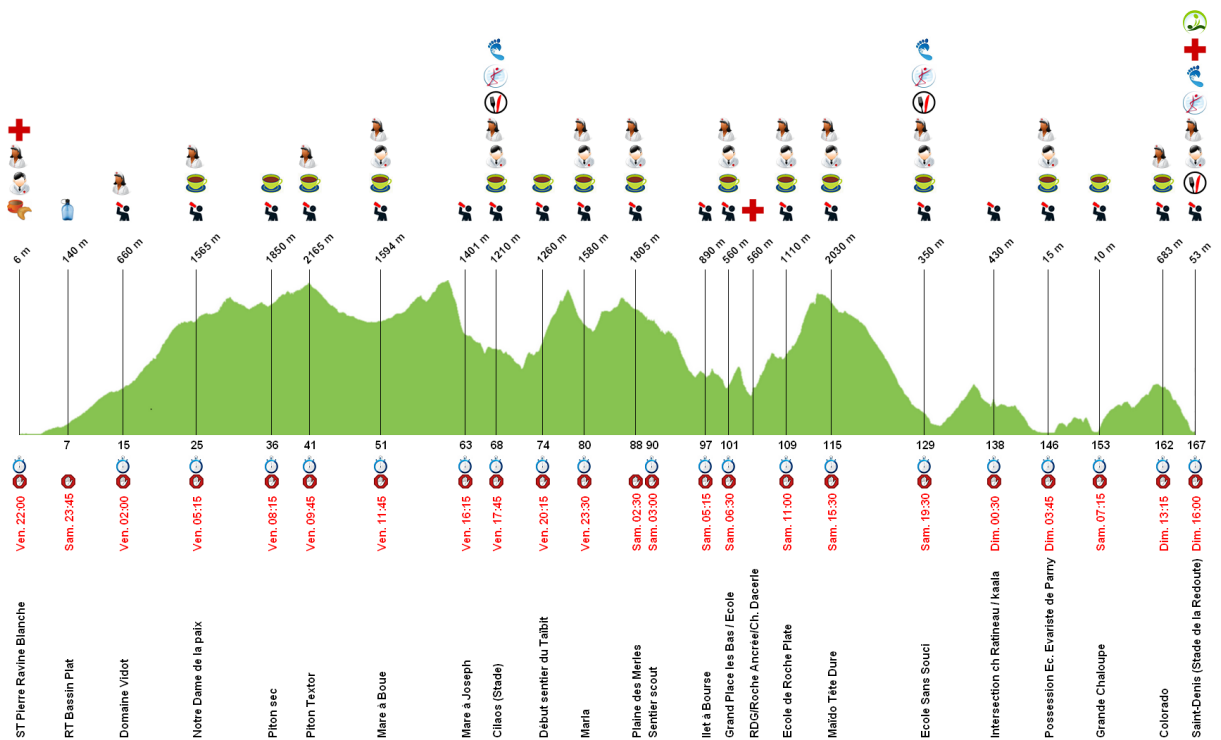 6 m
140 m
660 m
1565 m
1850 m
2165 m
1594 m
1401 m
1210 m
1260 m
1580 m
1805 m
890 m
560 m
560 m
1110 m
2030 m
350 m
430 m
15 m
10 m
683 m
53 m
7
15
25
36
41
51
63
68
74
80
88
90
97
101
109
115
129
138
146
153
162
167
Ven. 22:00
Sam. 23:45
Ven. 02:00
Ven. 05:15
Ven. 08:15
Ven. 09:45
Ven. 11:45
Ven. 16:15
Ven. 17:45
Ven. 20:15
Ven. 23:30
Sam. 02:30
Sam. 03:00
Sam. 05:15
Sam. 06:30
Sam. 11:00
Sam. 15:30
Sam. 19:30
Dim. 00:30
Dim. 03:45
Sam. 07:15
Dim. 13:15
Dim. 16:00
ST Pierre Ravine Blanche
RT Bassin Plat
Domaine Vidot
Notre Dame de la paix
Piton sec
Piton Textor
Mare à Boue
Mare à Joseph
Cilaos (Stade)
Début sentier du Taïbit
Marla
Plaine des Merles
Sentier scout
Ilet à Bourse
Grand Place les Bas / Ecole
RDG/Roche Ancrée/Ch. Dacerle
Ecole de Roche Plate
Maïdo Tête Dure
Ecole Sans Souci
Intersection ch Ratineau / kaala
Possession Ec. Evariste de Parny
Grande Chaloupe
Colorado
Saint-Denis (Stade de la Redoute)